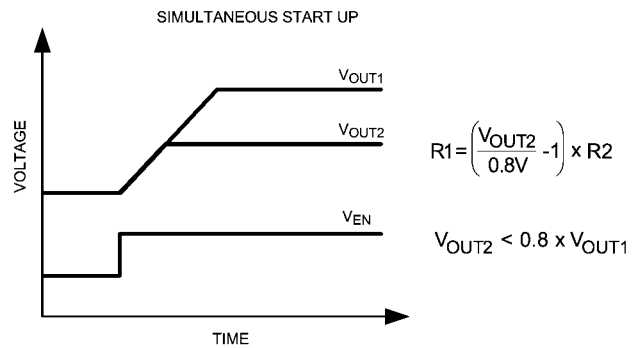 SIMULTANEOUS START UP
VOUT1
VOUT2
VOLTAGE
R1 = (VOUT2/0.8V -1) x R2
VEN
VOUT2 < 0.8 x VOUT1
TIME